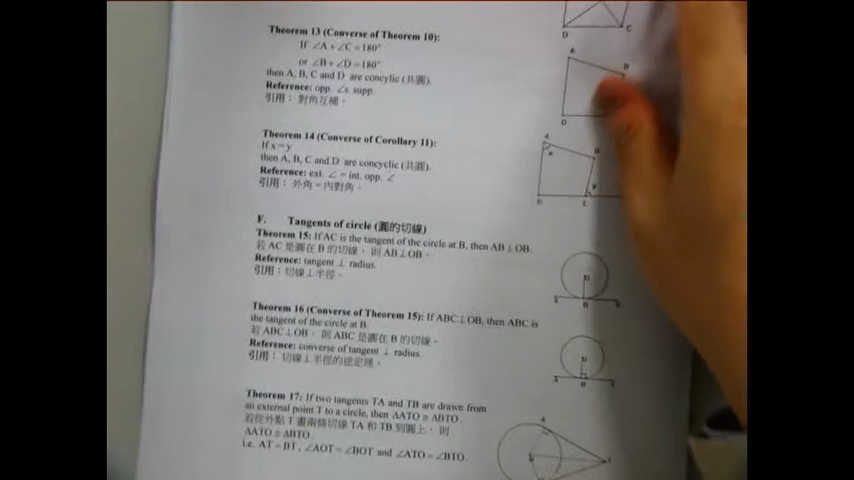 Theorem 13 (Converse of Theorem 10):
If ∠A + ∠C = 180°
or ∠B + ∠D = 180°
then A, B, C and D are concylic (共圓).
Reference: opp. ∠s supp.
引用: 對角互補。
Theorem 14 (Converse of Corollary 11):
If x = y
then A, B, C and D are concyclic (共圓).
Reference: ext. ∠ = int. opp. ∠
引用: 外角 = 內對角。
F. Tangents of circle (圓的切線)
Theorem 15: If AC is the tangent of the circle at B, then AB ⊥ OB.
若 AC 是圓在 B 的切線, 則 AB ⊥ OB。
Reference: tangent ⊥ radius.
引用: 切線 ⊥ 半徑。
Theorem 16 (Converse of Theorem 15): If ABC ⊥ OB, then ABC is
the tangent of the circle at B.
若 ABC ⊥ OB, 則 ABC 是圓在 B 的切線。
Reference: converse of tangent ⊥ radius.
引用: 切線 ⊥ 半徑的逆定理。
Theorem 17: If two tangents TA and TB are drawn from
an external point T to a circle, then ΔATO ≅ ΔBTO.
若從外點 T 畫兩條切線 TA 和 TB 到圓上, 則
ΔATO ≅ ΔBTO.
i.e. AT = BT, ∠AOT = ∠BOT and ∠ATO = ∠BTO.
D C
A B
D
A B
x
y
D C